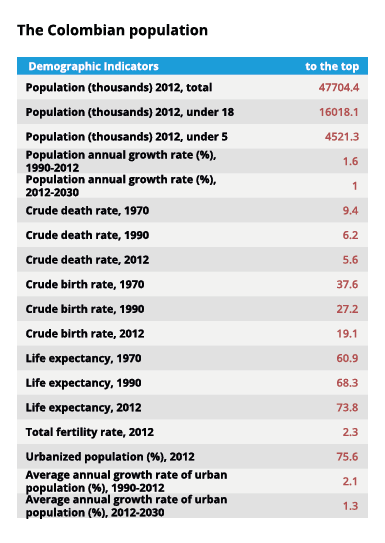 The Colombian population
Demographic Indicators to the top
Population (thousands) 2012, total 47704.4
Population (thousands) 2012, under 18 16018.1
Population (thousands) 2012, under 5 4521.3
Population annual growth rate (%),
1990-2012 1.6
Population annual growth rate (%),
2012-2030 1
Crude death rate, 1970 9.4
Crude death rate, 1990 6.2
Crude death rate, 2012 5.6
Crude birth rate, 1970 37.6
Crude birth rate, 1990 27.2
Crude birth rate, 2012 19.1
Life expectancy, 1970 60.9
Life expectancy, 1990 68.3
Life expectancy, 2012 73.8
Total fertility rate, 2012 2.3
Urbanized population (%), 2012 75.6
Average annual growth rate of urban
population (%), 1990-2012 2.1
Average annual growth rate of urban
population (%), 2012-2030 1.3